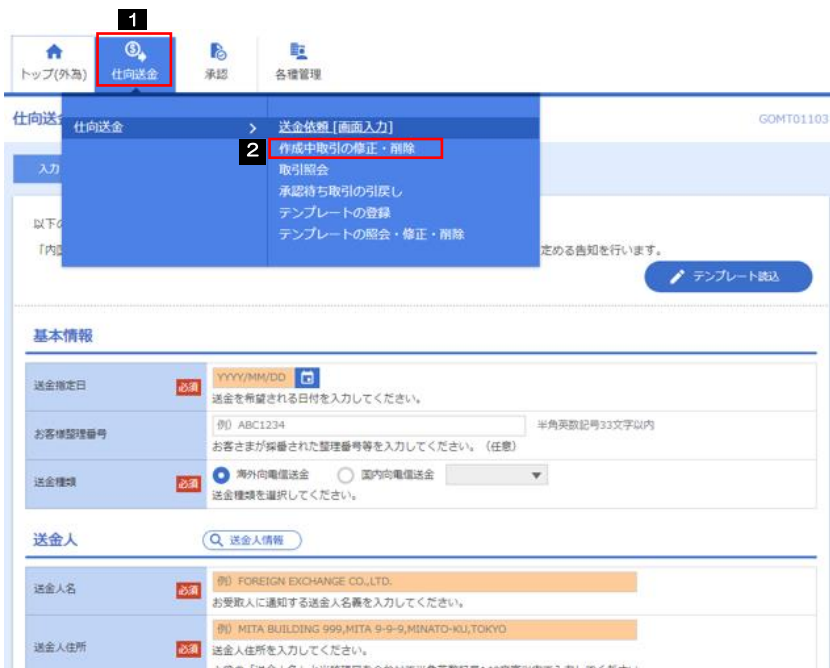 1
トップ(外為) 仕向送金 承認 各種管理
仕向送 GOMT01103
仕向送金 > 送金依頼 [画面入力]
2 作成中取引の修正・削除
入力 取引照会
承認待ち取引の引戻し
テンプレートの登録
以下の
テンプレートの照会・修正・削除
「内国 定める告知を行います。
テンプレート読込
基本情報
送金指定日 必須 YYYY/MM/DD
送金を希望される日付を入力してください。
お客様整理番号 例) ABC1234 半角英数記号33文字以内
お客さまが採番された整理番号等を入力してください。(任意)
送金種類 必須 海外向電信送金 国内向電信送金
送金種類を選択してください。
送金人 送金人情報
送金人名 必須 例) FOREIGN EXCHANGE CO.,LTD.
お受取人に通知する送金人名義を入力してください。
送金人住所 必須 例) MITA BUILDING 999,MITA 9-9-9,MINATO-KU,TOKYO
送金人住所を入力してください。